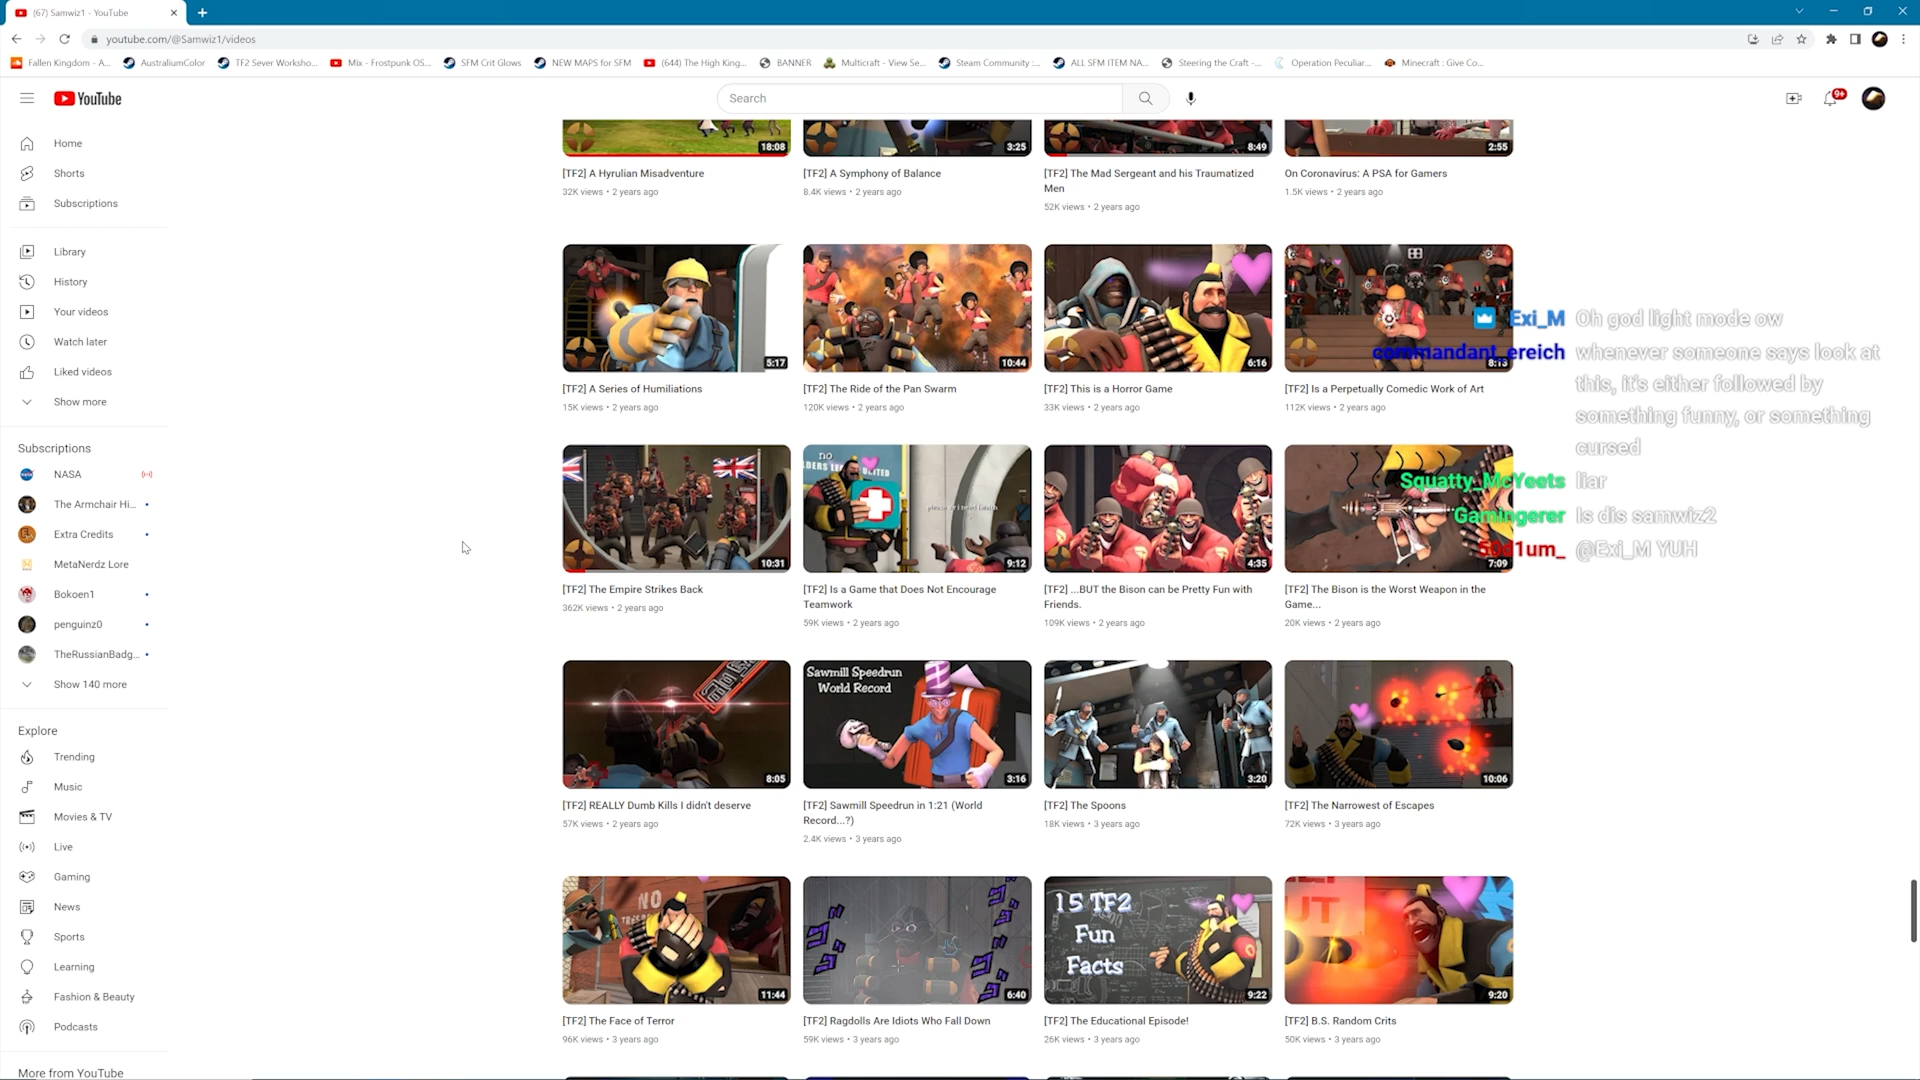 (67) Samwiz1 - YouTube
youtube.com/@Samwiz1/videos
Fallen Kingdom - A...
AustraliumColor
TF2 Sever Worksho...
Mix - Frostpunk OS...
SFM Crit Glows
NEW MAPS for SFM
(644) The High King...
BANNER
Multicraft - View Se...
Steam Community :...
ALL SFM ITEM NA...
Steering the Craft -...
Operation Peculiar...
Minecraft : Give Co...
YouTube
Search
9+
Home
Shorts
Subscriptions
Library
History
Your videos
Watch later
Liked videos
Show more
Subscriptions
NASA
The Armchair Hi...
Extra Credits
MetaNerdz Lore
Bokoen1
penguinz0
TheRussianBadg...
Show 140 more
Explore
Trending
Music
Movies & TV
Live
Gaming
News
Sports
Learning
Fashion & Beauty
Podcasts
More from YouTube
18:08
[TF2] A Hyrulian Misadventure
32K views • 2 years ago
3:25
[TF2] A Symphony of Balance
8.4K views • 2 years ago
8:49
[TF2] The Mad Sergeant and his Traumatized
Men
52K views • 2 years ago
2:55
On Coronavirus: A PSA for Gamers
1.5K views • 2 years ago
5:17
[TF2] A Series of Humiliations
15K views • 2 years ago
10:44
[TF2] The Ride of the Pan Swarm
120K views • 2 years ago
6:16
[TF2] This is a Horror Game
33K views • 2 years ago
8:13
[TF2] Is a Perpetually Comedic Work of Art
112K views • 2 years ago
10:31
[TF2] The Empire Strikes Back
362K views • 2 years ago
no
9:12
[TF2] Is a Game that Does Not Encourage
Teamwork
59K views • 2 years ago
4:35
[TF2] ...BUT the Bison can be Pretty Fun with
Friends.
109K views • 2 years ago
7:09
[TF2] The Bison is the Worst Weapon in the
Game...
20K views • 2 years ago
8:05
[TF2] REALLY Dumb Kills I didn't deserve
57K views • 2 years ago
Sawmill Speedrun
World Record
3:16
[TF2] Sawmill Speedrun in 1:21 (World
Record...?)
2.4K views • 3 years ago
3:20
[TF2] The Spoons
18K views • 3 years ago
10:06
[TF2] The Narrowest of Escapes
72K views • 3 years ago
NO
11:44
[TF2] The Face of Terror
96K views • 3 years ago
6:40
[TF2] Ragdolls Are Idiots Who Fall Down
59K views • 3 years ago
15 TF2
Fun
Facts
9:22
[TF2] The Educational Episode!
26K views • 3 years ago
9:20
[TF2] B.S. Random Crits
50K views • 3 years ago
Exi_M Oh god light mode ow
commandant_ereich whenever someone says look at
this, it's either followed by
something funny, or something
cursed
Squatty_McYeets liar
Gamingerer Is dis samwiz2
S0d1um_ @Exi_M YUH